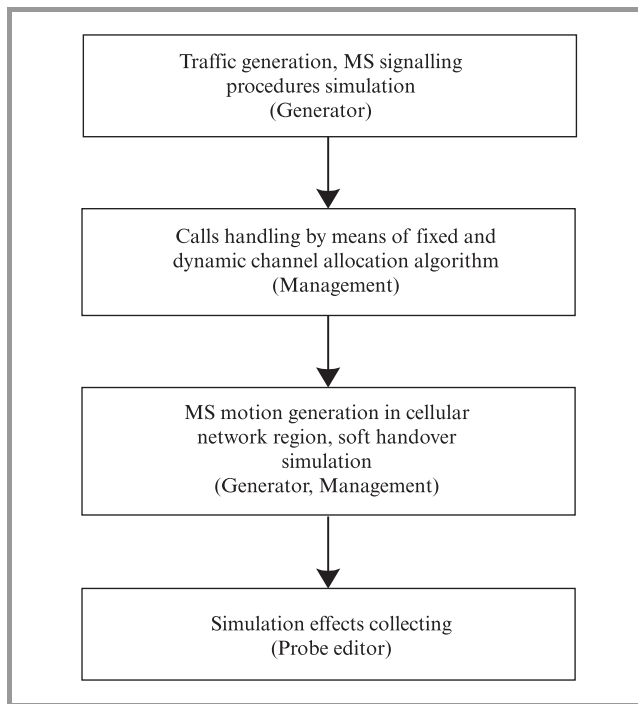 Traffic generation, MS signalling
procedures simulation
(Generator)
Calls handling by means of fixed and
dynamic channel allocation algorithm
(Management)
MS motion generation in cellular
network region, soft handover
simulation
(Generator, Management)
Simulation effects collecting
(Probe editor)